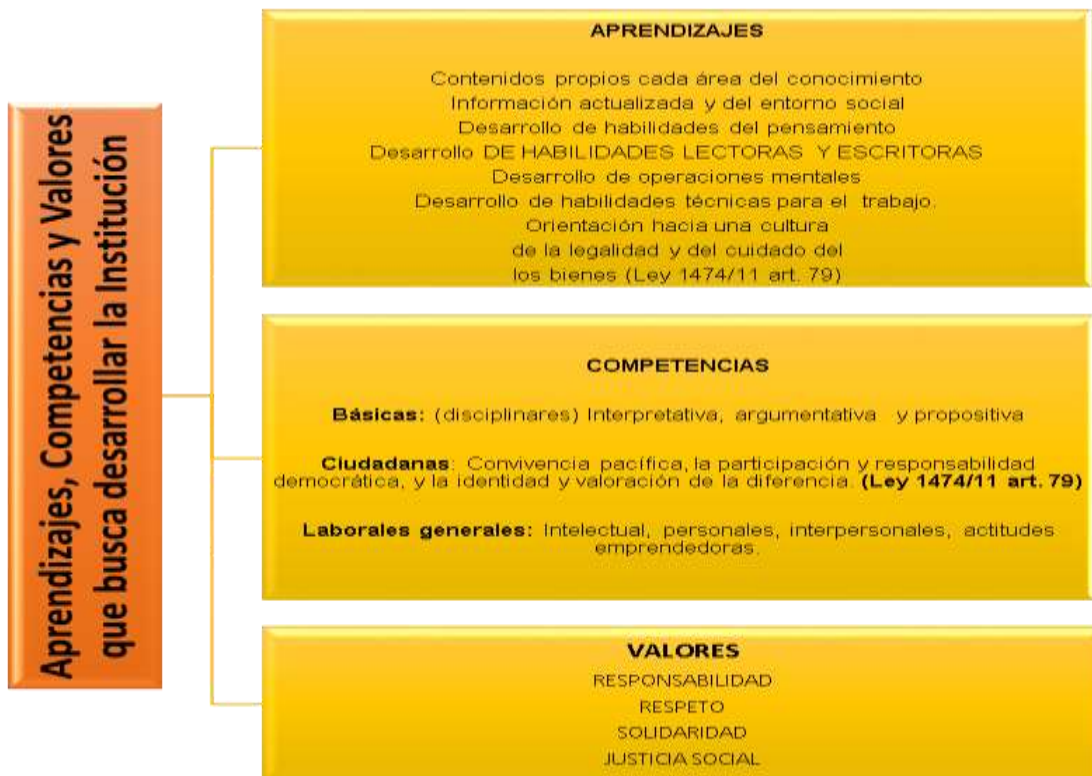 Aprendizajes, Competencias y Valores
que busca desarrollar la Institución
APRENDIZAJES
Contenidos propios cada área del conocimiento
Información actualizada y del entorno social
Desarrollo de habilidades del pensamiento
Desarrollo DE HABILIDADES LECTORAS Y ESCRITORAS
Desarrollo de operaciones mentales
Desarrollo de habilidades técnicas para el trabajo.
Orientación hacia una cultura
de la legalidad y del cuidado del
los bienes (Ley 1474/11 art. 79)
COMPETENCIAS
Básicas: (disciplinares) Interpretativa, argumentativa y propositiva
Ciudadanas: Convivencia pacífica, la participación y responsabilidad
democrática, y la identidad y valoración de la diferencia. (Ley 1474/11 art. 79)
Laborales generales: Intelectual, personales, interpersonales, actitudes
emprendedoras.
VALORES
RESPONSABILIDAD
RESPETO
SOLIDARIDAD
JUSTICIA SOCIAL